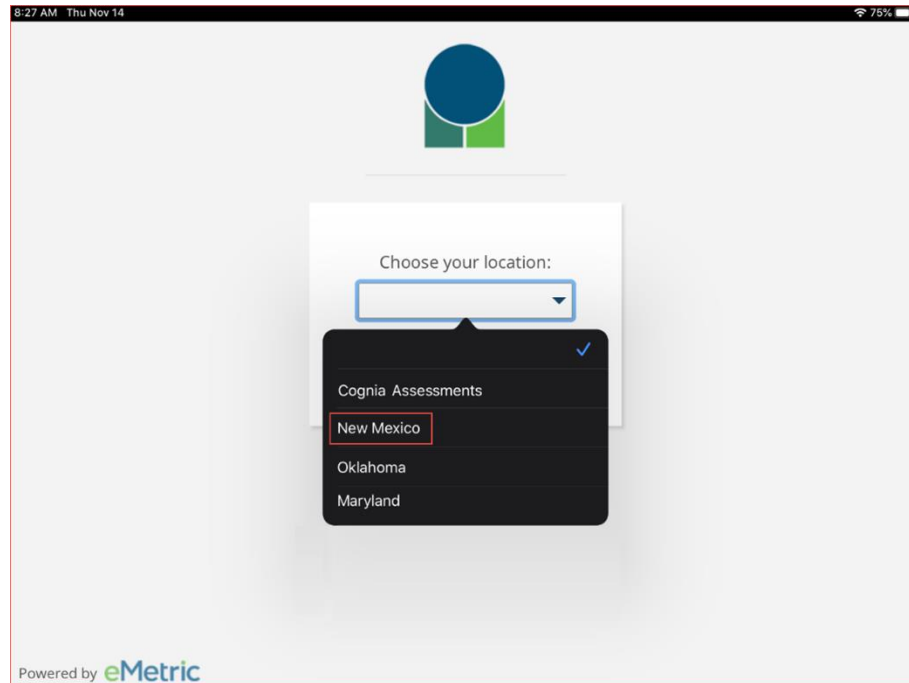 8:27 AM Thu Nov 14 75%
Choose your location:
Cognia Assessments
New Mexico
Oklahoma
Maryland
Powered by eMetric